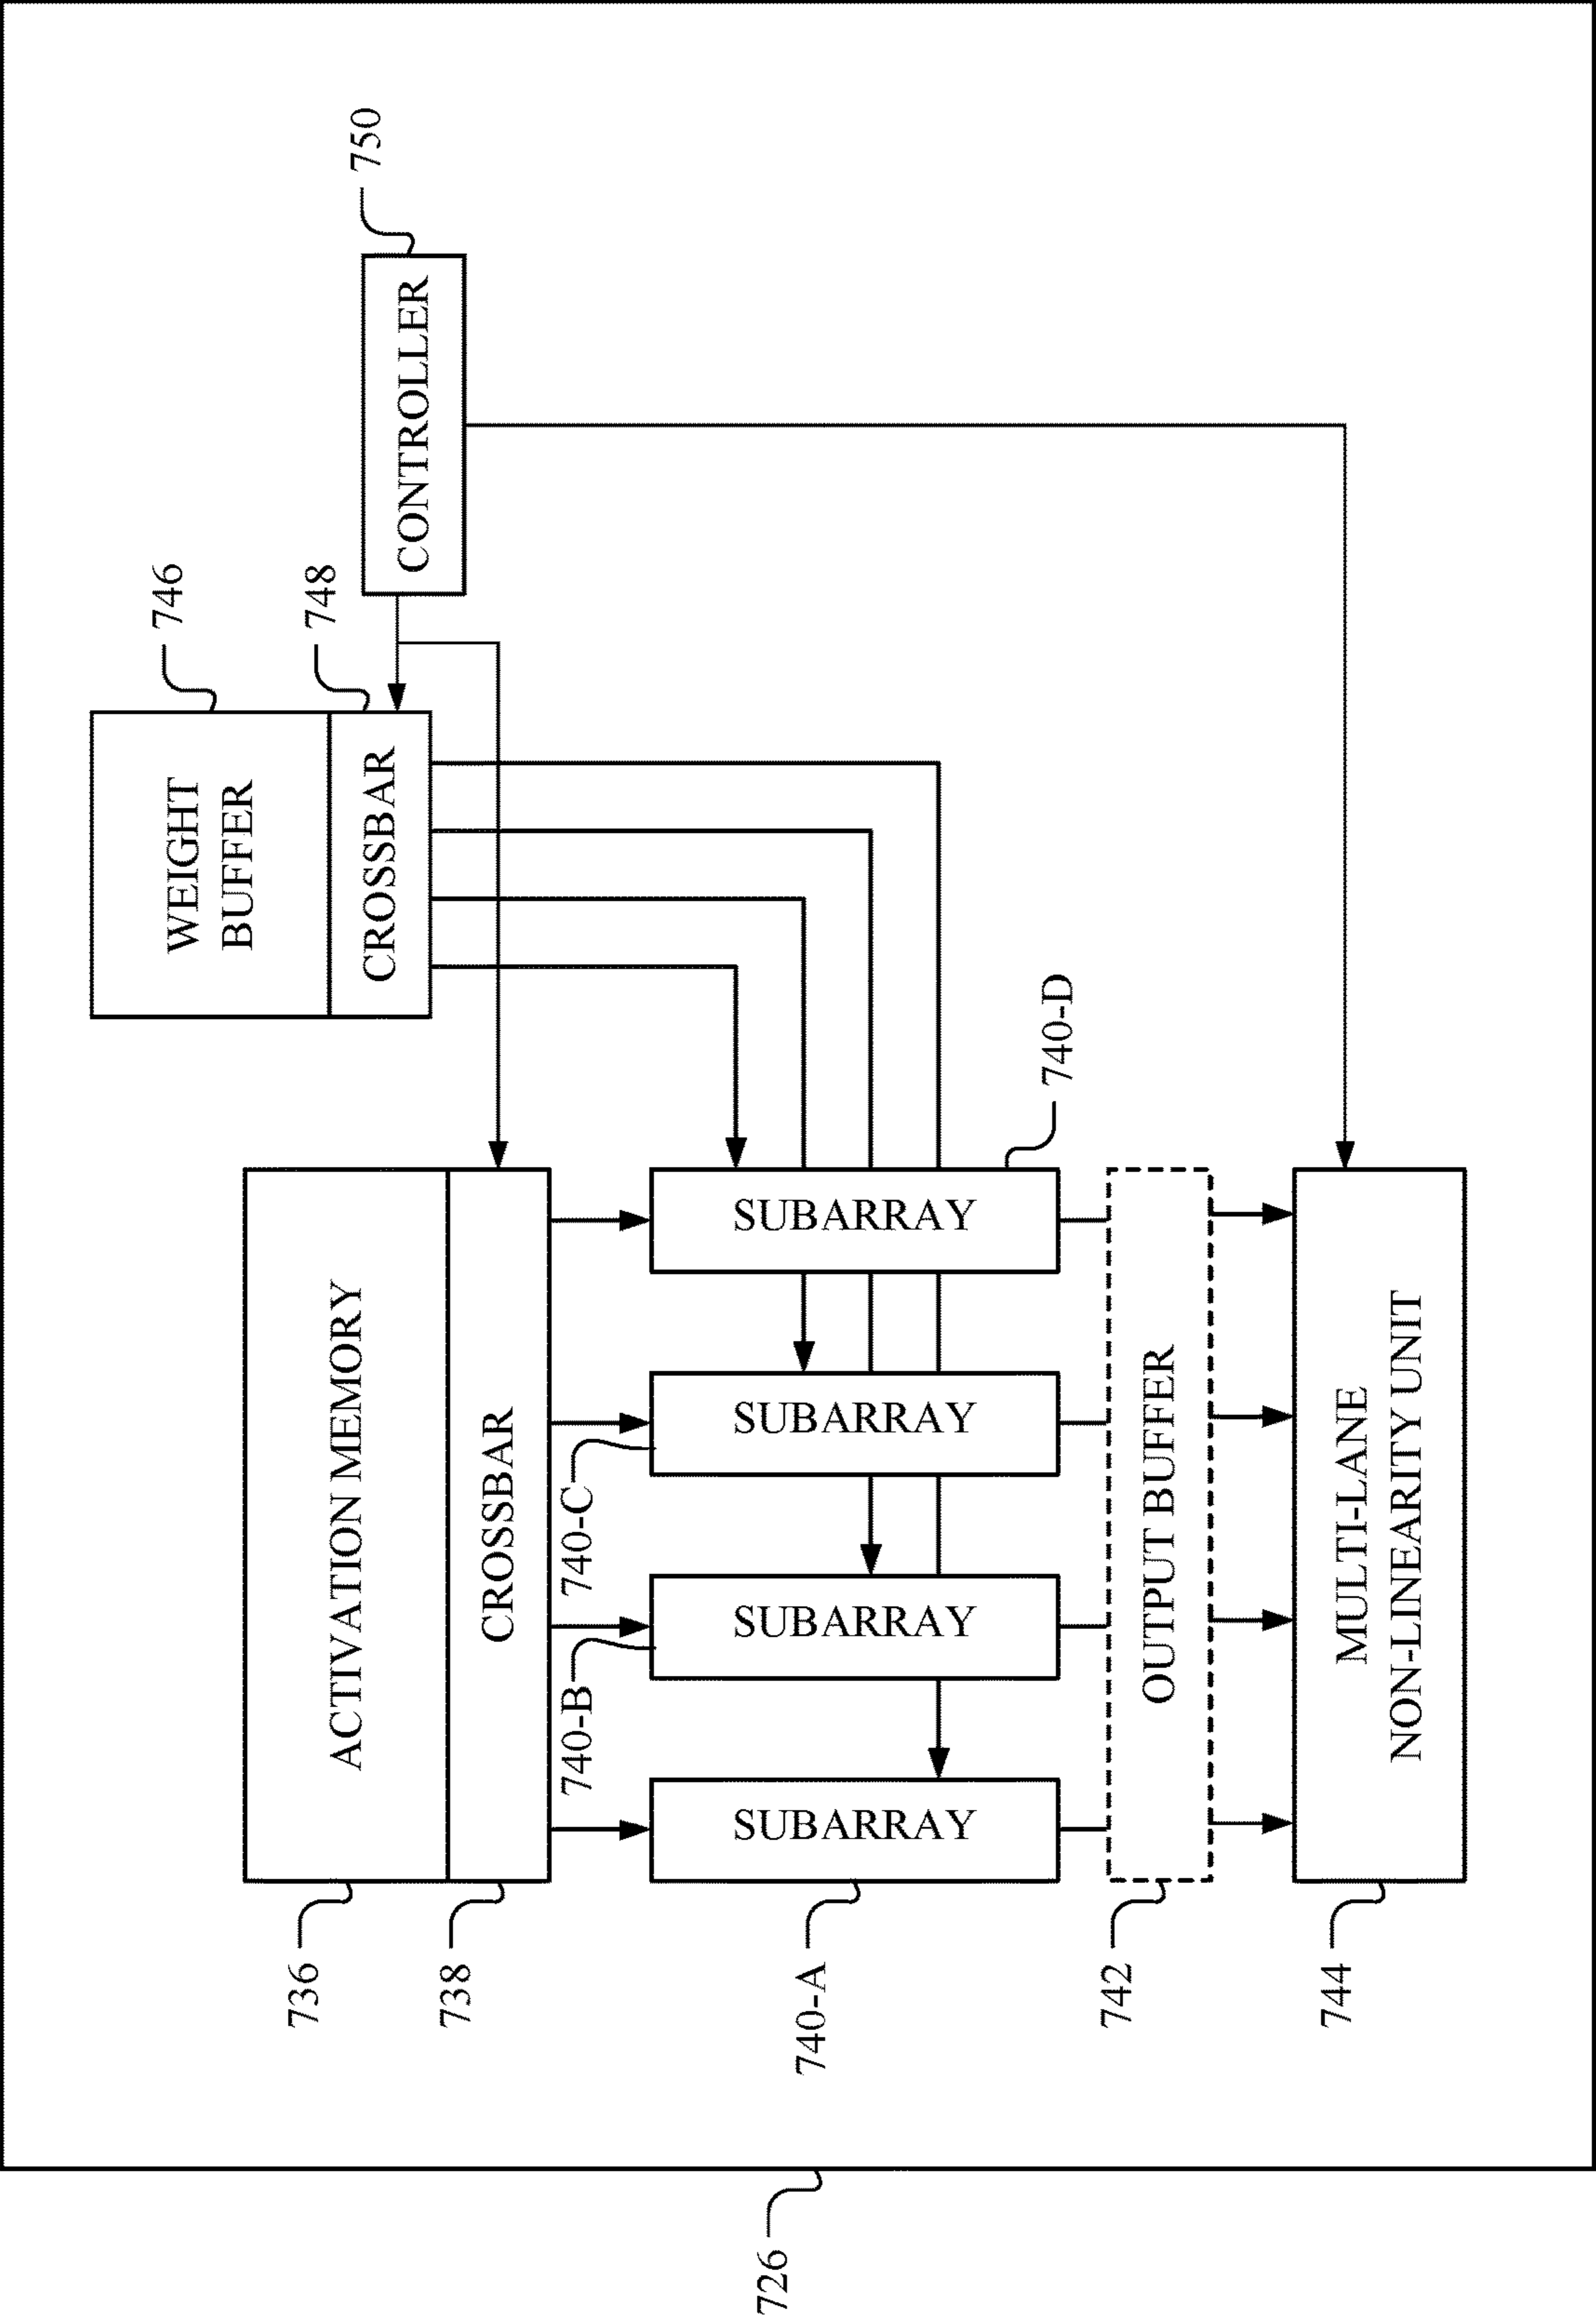 750
CONTROLLER
746
748
WEIGHT
BUFFER
CROSSBAR
740-D
ACTIVATION MEMORY
CROSSBAR
740-C
740-B
SUBARRAY
SUBARRAY
SUBARRAY
SUBARRAY
OUTPUT BUFFER
MULTI-LANE
NON-LINEARITY UNIT
736
738
740-A
742
744
726